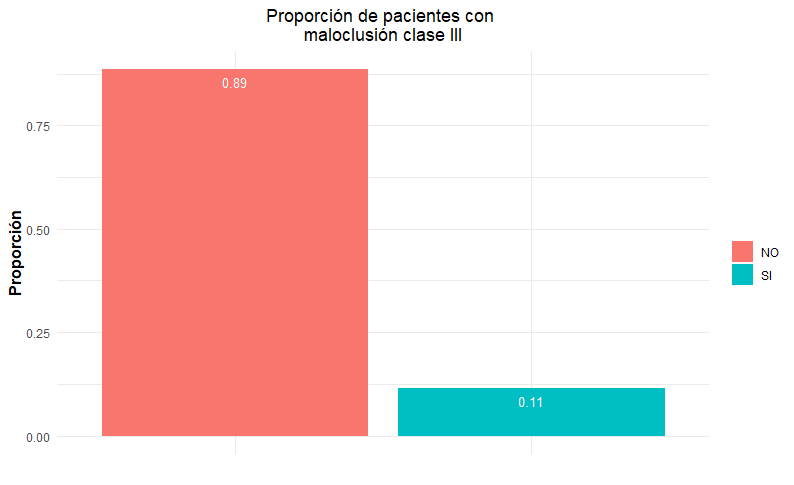 Proporción de pacientes con
maloclusión clase III
Proporción
0.75
0.50
0.25
0.00
0.89
0.11
NO
SI